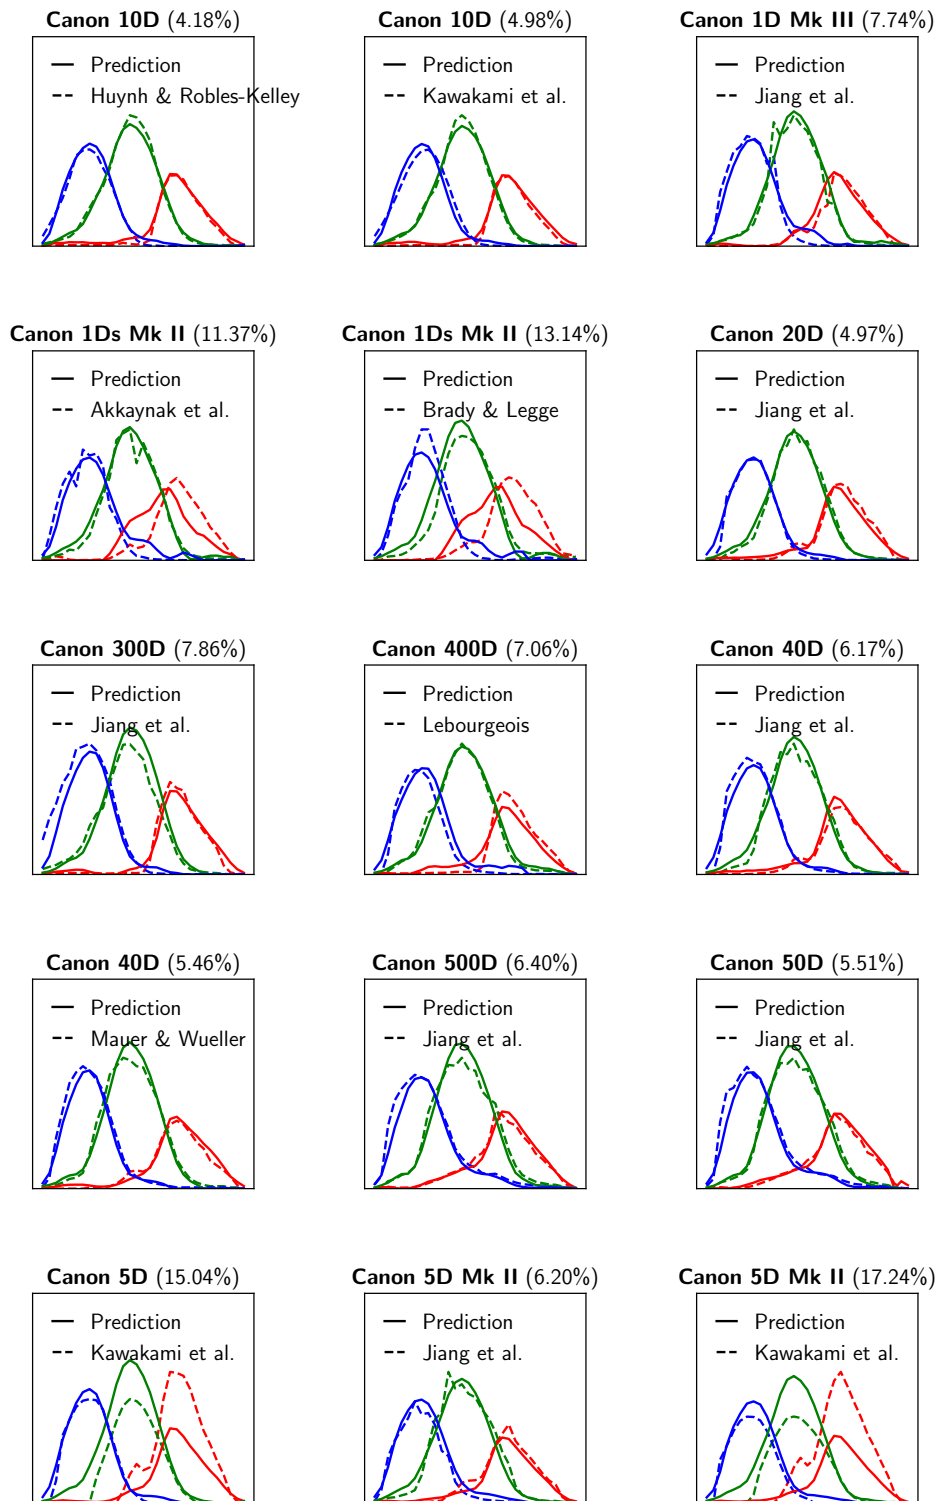 Canon 10D (4.18%)
Prediction
Huynh & Robles-Kelley
Canon 10D (4.98%)
Prediction
Kawakami et al.
Canon 1D Mk III (7.74%)
Prediction
Jiang et al.
Canon 1Ds Mk II (11.37%)
Prediction
Akkaynak et al.
Canon 1Ds Mk II (13.14%)
Prediction
Brady & Legge
Canon 20D (4.97%)
Prediction
Jiang et al.
Canon 300D (7.86%)
Prediction
Jiang et al.
Canon 400D (7.06%)
Prediction
Lebourgeois
Canon 40D (6.17%)
Prediction
Jiang et al.
Canon 40D (5.46%)
Prediction
Mauer & Wueller
Canon 500D (6.40%)
Prediction
Jiang et al.
Canon 50D (5.51%)
Prediction
Jiang et al.
Canon 5D (15.04%)
Prediction
Kawakami et al.
Canon 5D Mk II (6.20%)
Prediction
Jiang et al.
Canon 5D Mk II (17.24%)
Prediction
Kawakami et al.